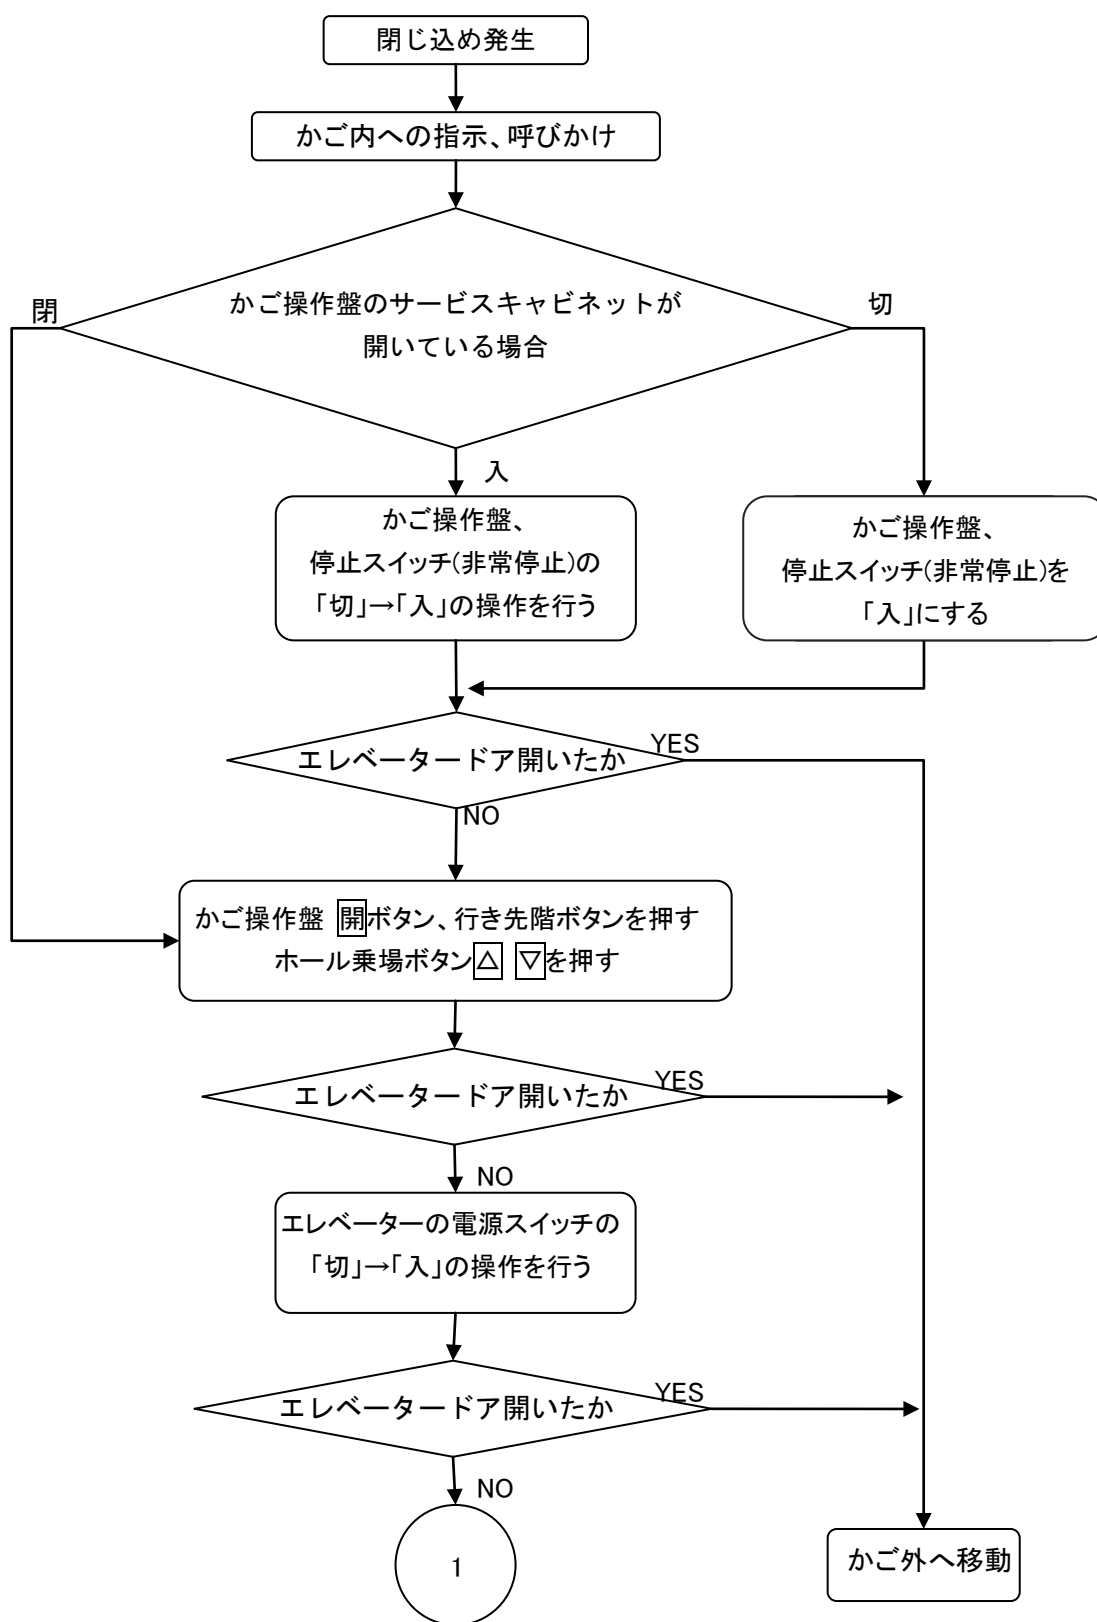 閉じ込め発生
かご内への指示、呼びかけ
かご操作盤のサービスキャビネットが
開いている場合
閉
切
入
かご操作盤、
停止スイッチ(非常停止)の
「切」→「入」の操作を行う
かご操作盤、
停止スイッチ(非常停止)を
「入」にする
エレベータードア開いたか
YES
NO
かご操作盤 開ボタン、行き先階ボタンを押す
ホール乗場ボタン△ ▽を押す
エレベータードア開いたか
YES
NO
エレベーターの電源スイッチの
「切」→「入」の操作を行う
エレベータードア開いたか
YES
NO
1
かご外へ移動